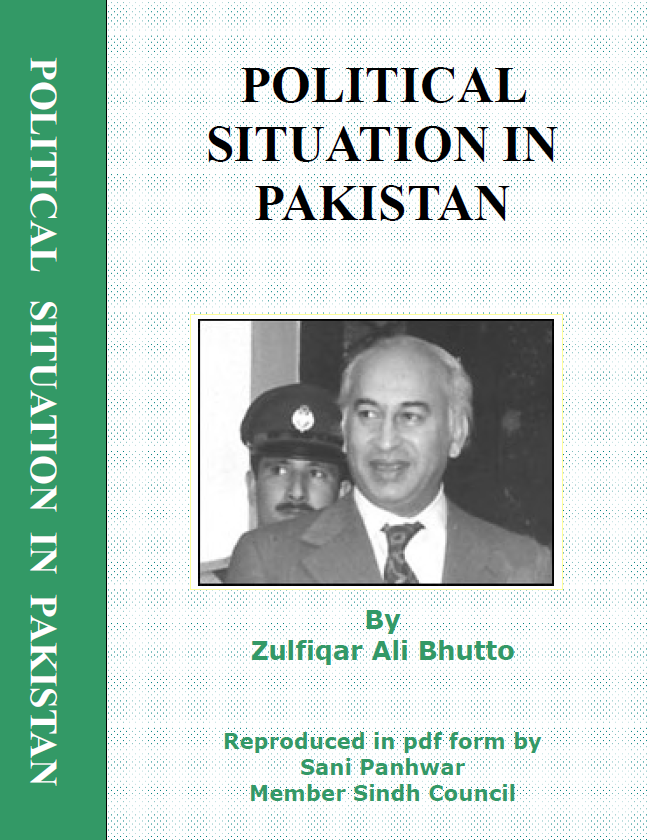 POLITICAL SITUATION IN PAKISTAN
POLITICAL
SITUATION IN
PAKISTAN
By
Zulfiqar Ali Bhutto
Reproduced in pdf form by
Sani Panhwar
Member Sindh Council